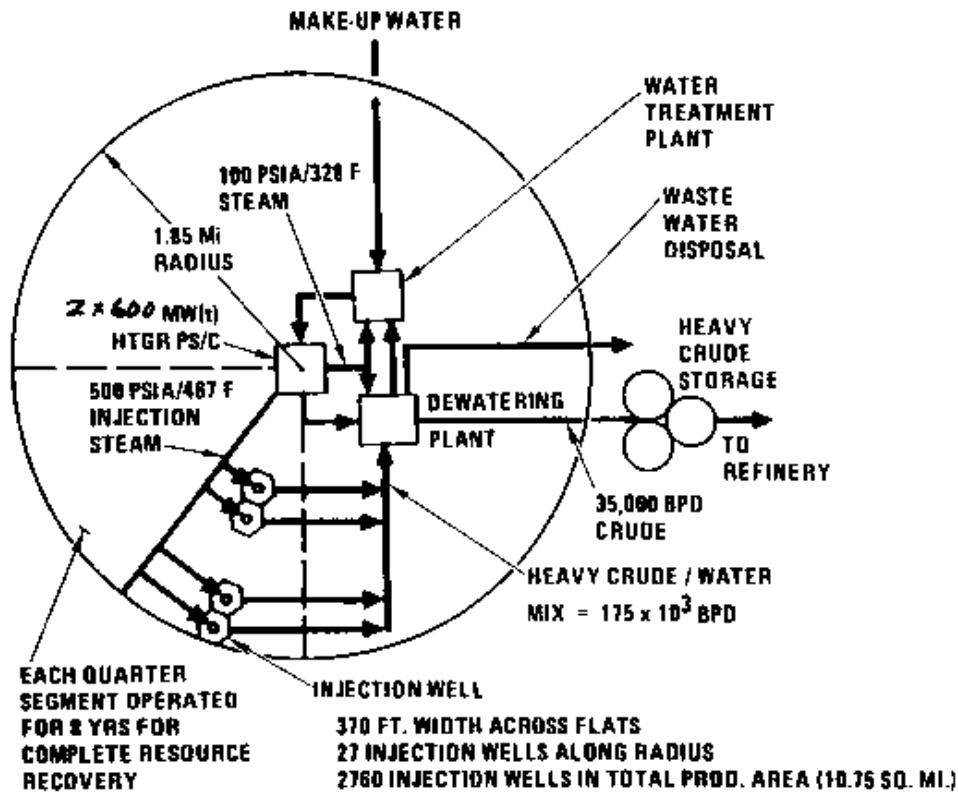 MAKE-UP WATER
WATER
TREATMENT
PLANT
100 PSIA/328 F
STEAM
WASTE
WATER
DISPOSAL
1.85 Mi
RADIUS
2 × 600 MW(t)
HTGR PS/C
HEAVY
CRUDE
STORAGE
500 PSIA/467 F
INJECTION
STEAM
DEWATERING
PLANT
TO
REFINERY
35,000 BPD
CRUDE
HEAVY CRUDE / WATER
MIX = 175 x 10³ BPD
EACH QUARTER
SEGMENT OPERATED
FOR 8 YRS FOR
COMPLETE RESOURCE
RECOVERY
INJECTION WELL
370 FT. WIDTH ACROSS FLATS
27 INJECTION WELLS ALONG RADIUS
2760 INJECTION WELLS IN TOTAL PROD. AREA (10.75 SQ. MI.)